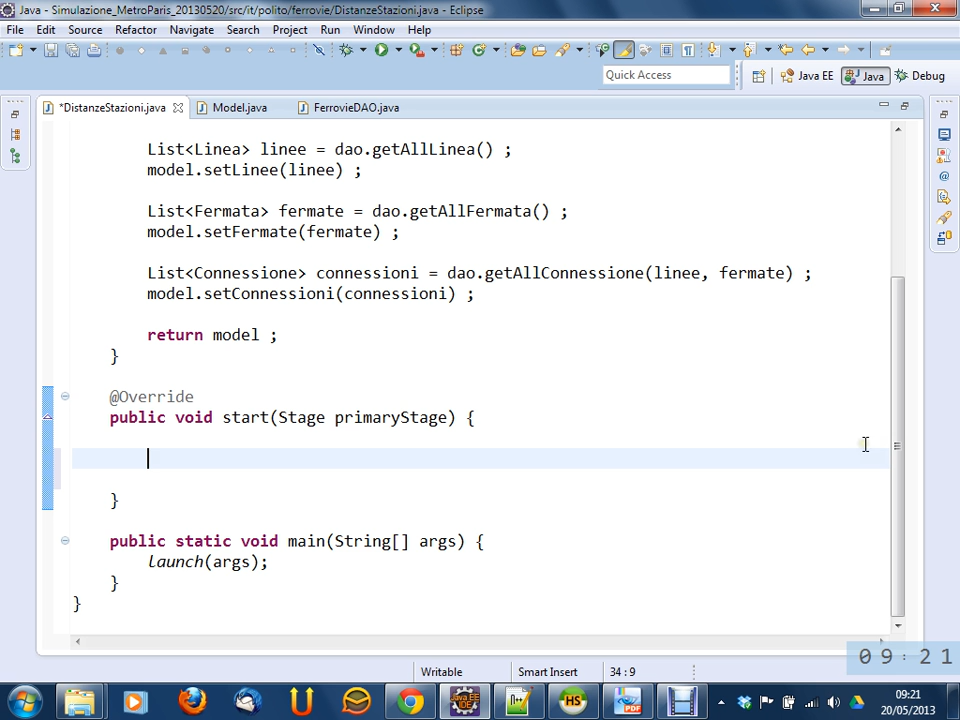 Java - Simulazione_MetroParis_20130520/src/it/polito/ferrovie/DistanzeStazioni.java - Eclipse
File Edit Source Refactor Navigate Search Project Run Window Help
Quick Access
Java EE Java Debug
*DistanzeStazioni.java Model.java FerrovieDAO.java
List<Linea> linee = dao.getAllLinea() ;
model.setLinee(linee) ;
List<Fermata> fermate = dao.getAllFermata() ;
model.setFermate(fermate) ;
List<Connessione> connessioni = dao.getAllConnessione(linee, fermate) ;
model.setConnessioni(connessioni) ;
return model ;
}
@Override
public void start(Stage primaryStage) {
}
public static void main(String[] args) {
launch(args);
}
}
09:21
Writable Smart Insert 34 : 9
09:21
20/05/2013